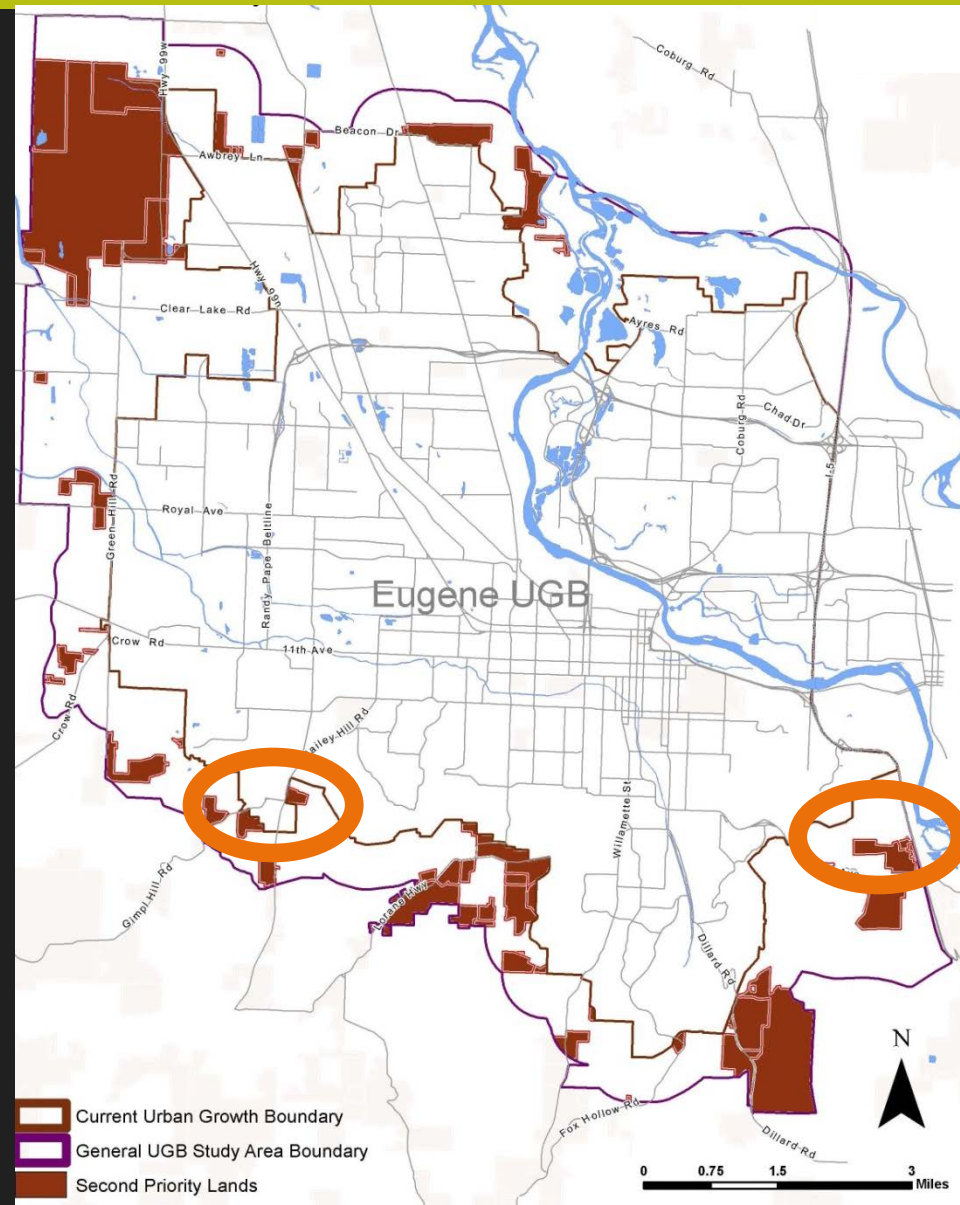 Coburg Rd
Hwy 99w
Beacon Dr
Awbrey Ln
Hwy 99n
Clear Lake Rd
Ayres Rd
Coburg Rd
Chad Dr
I-5
Green Hill Rd
Royal Ave
Randy Pape Beltline
Eugene UGB
Crow Rd
11th Ave
Crow Rd
ailey Hill Rd
Willamette St
Gimpl Hill Rd
Lorane Hwy
Dillard Rd
N
Fox Hollow Rd
Dillard Rd
Current Urban Growth Boundary
General UGB Study Area Boundary
Second Priority Lands
0 0.75 1.5 3
Miles